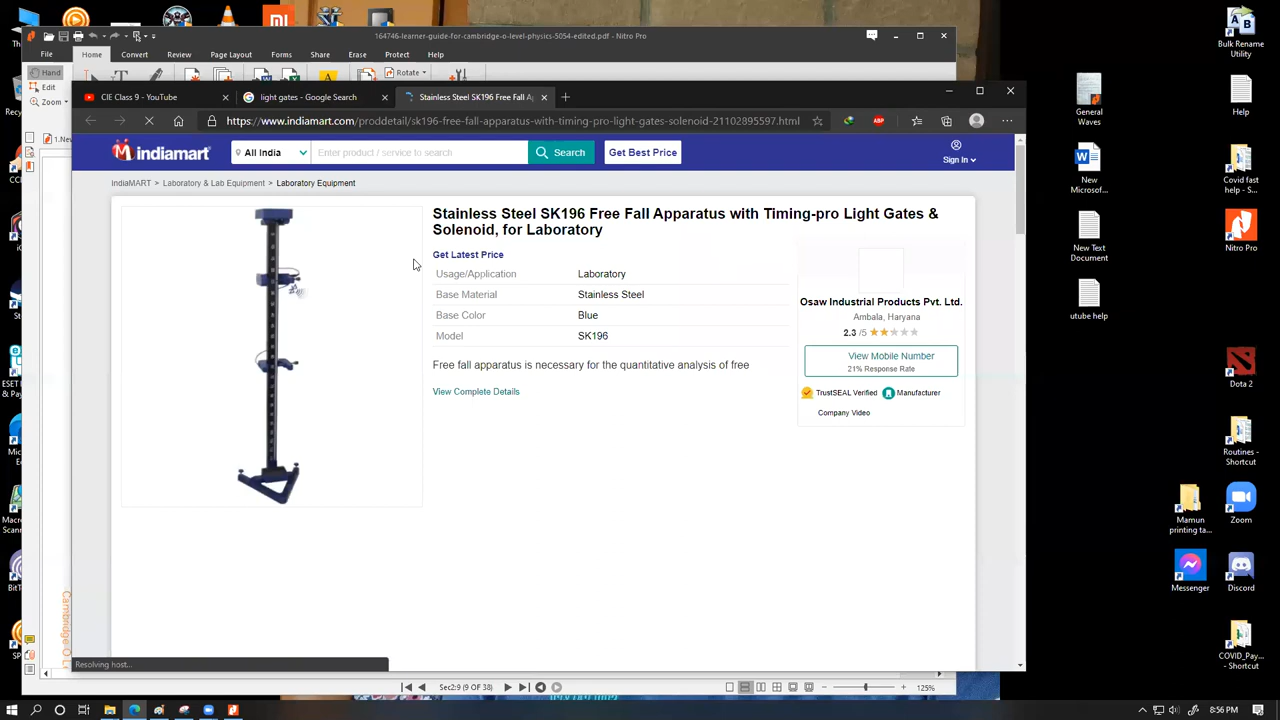 164746-learner-guide-for-cambridge-o-level-physics-5054-edited.pdf - Nitro Pro
File
Home
Convert
Review
Page Layout
Forms
Share
Erase
Protect
Help
Hand
Edit
Zoom
Rotate
CIE Class 9 - YouTube
light gates - Google Search
Stainless Steel SK196 Free Fall Ap
https://www.indiamart.com/proddetail/sk196-free-fall-apparatus-with-timing-pro-light-gates-solenoid-21102895597.html
ABP
indiamart
All India
Enter product / service to search
Search
Get Best Price
Sign In
IndiaMART > Laboratory & Lab Equipment > Laboratory Equipment
Stainless Steel SK196 Free Fall Apparatus with Timing-pro Light Gates &
Solenoid, for Laboratory
Get Latest Price
Usage/Application Laboratory
Base Material Stainless Steel
Base Color Blue
Model SK196
Free fall apparatus is necessary for the quantitative analysis of free
View Complete Details
Osaw Industrial Products Pvt. Ltd.
Ambala, Haryana
2.3 /5
View Mobile Number
21% Response Rate
TrustSEAL Verified Manufacturer
Company Video
Resolving host...
1.New
Cambridge O L
Sec2:9 (9 OF 38)
125%
Bulk Rename
Utility
General
Waves
Help
New
Microsof...
Covid fast
help - S...
New Text
Document
Nitro Pro
utube help
Dota 2
Routines -
Shortcut
Mamun
printing ta...
Zoom
Messenger
Discord
COVID_Pay...
- Shortcut
8:56 PM